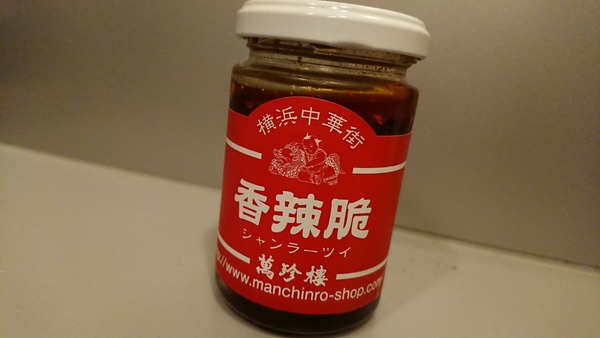 横浜中華街
香辣脆
シャンラーツイ
萬珍樓
://www.manchinro-shop.com